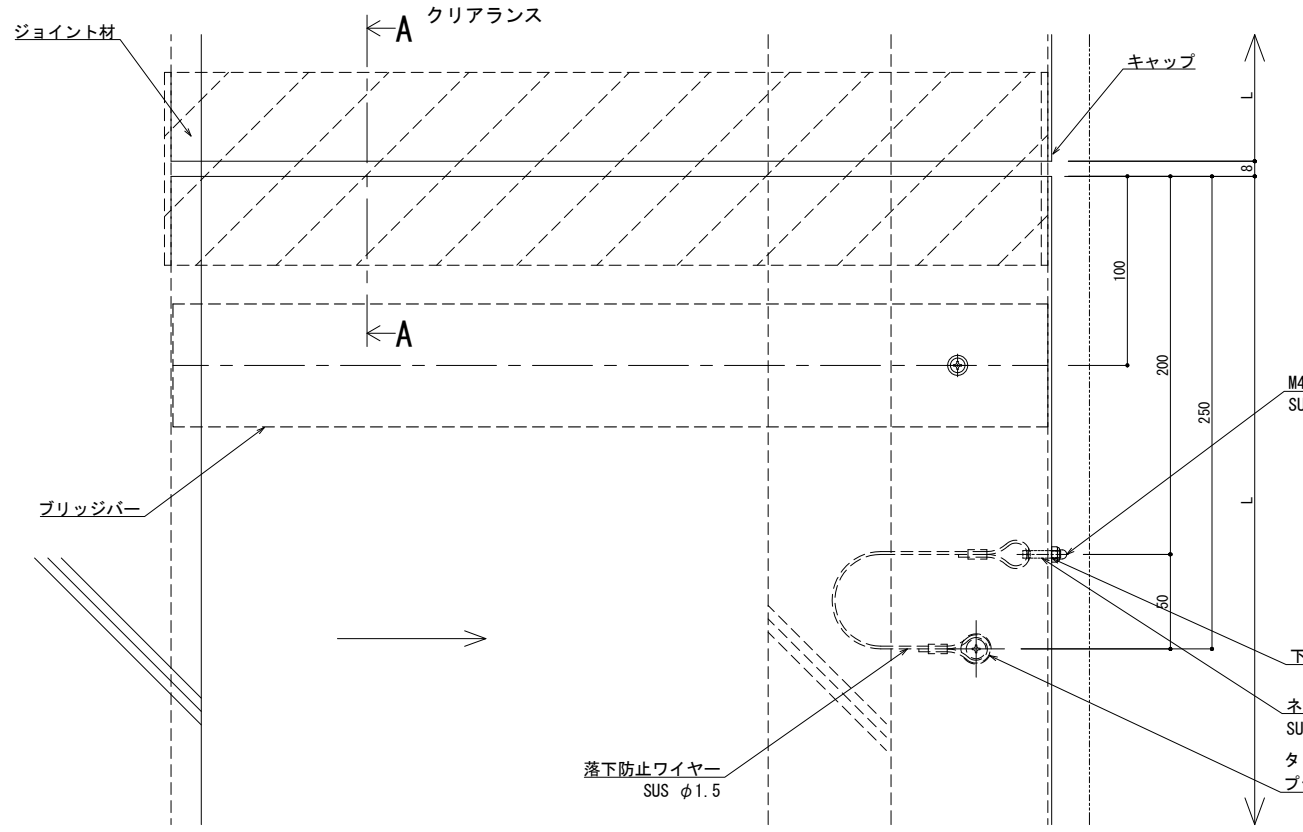 クリアランス
A
ジョイント材
キャップ
L
8
100
200
250
A
M4
SU
ブリッジバー
L
50
下
ネ
SU
落下防止ワイヤー
SUS φ1.5
タ
プ